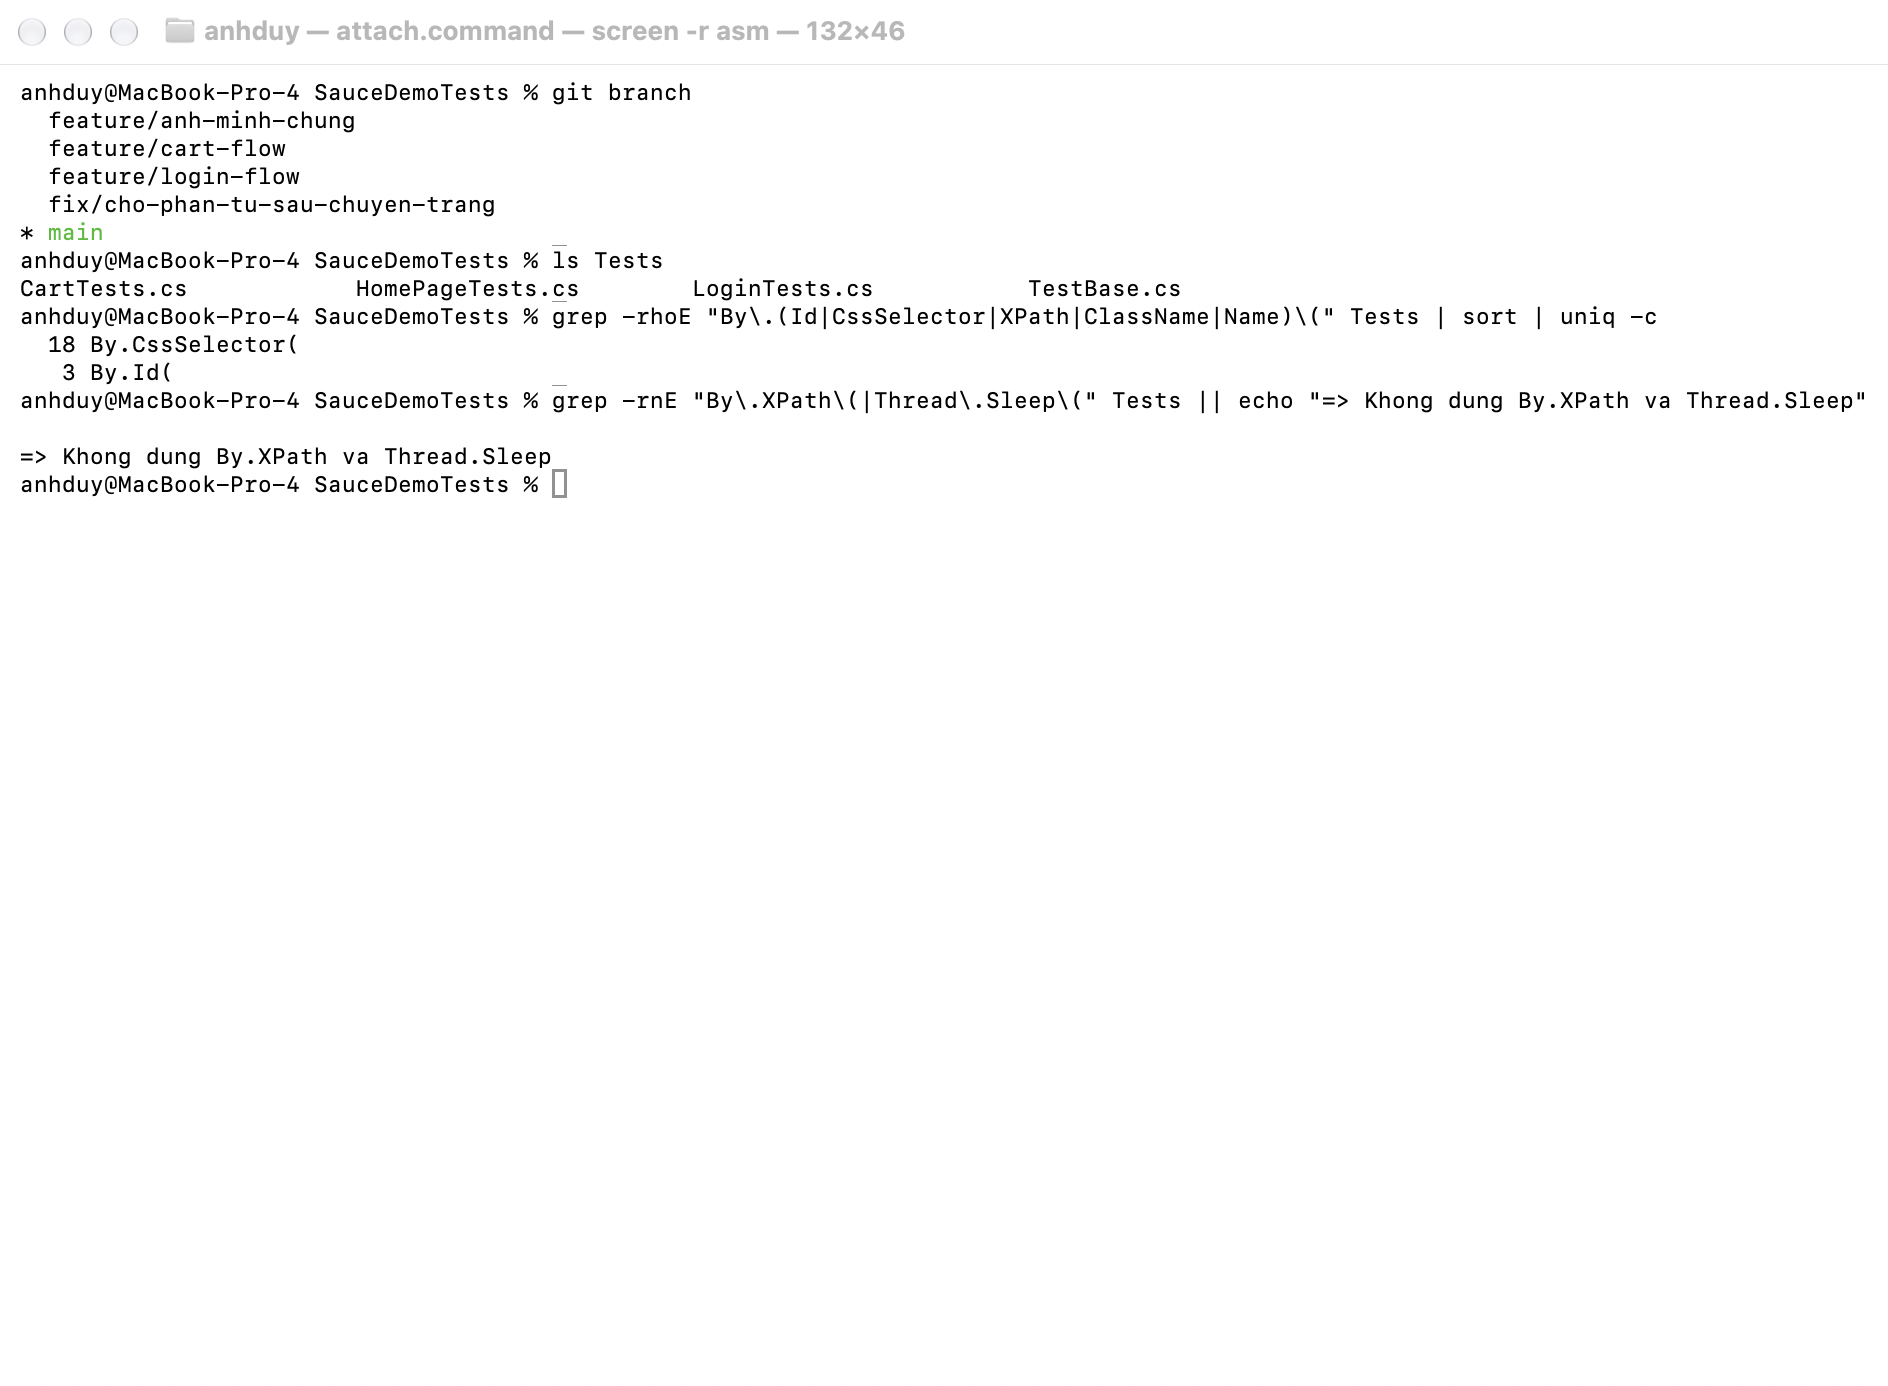 anhduy — attach.command — screen -r asm — 132×46
anhduy@MacBook-Pro-4 SauceDemoTests % git branch
  feature/anh-minh-chung
  feature/cart-flow
  feature/login-flow
  fix/cho-phan-tu-sau-chuyen-trang
* main
anhduy@MacBook-Pro-4 SauceDemoTests % ls Tests
CartTests.cs            HomePageTests.cs        LoginTests.cs           TestBase.cs
anhduy@MacBook-Pro-4 SauceDemoTests % grep -rhoE "By\.(Id|CssSelector|XPath|ClassName|Name)\(" Tests | sort | uniq -c
  18 By.CssSelector(
   3 By.Id(
anhduy@MacBook-Pro-4 SauceDemoTests % grep -rnE "By\.XPath\(|Thread\.Sleep\(" Tests || echo "=> Khong dung By.XPath va Thread.Sleep"
=> Khong dung By.XPath va Thread.Sleep
anhduy@MacBook-Pro-4 SauceDemoTests %